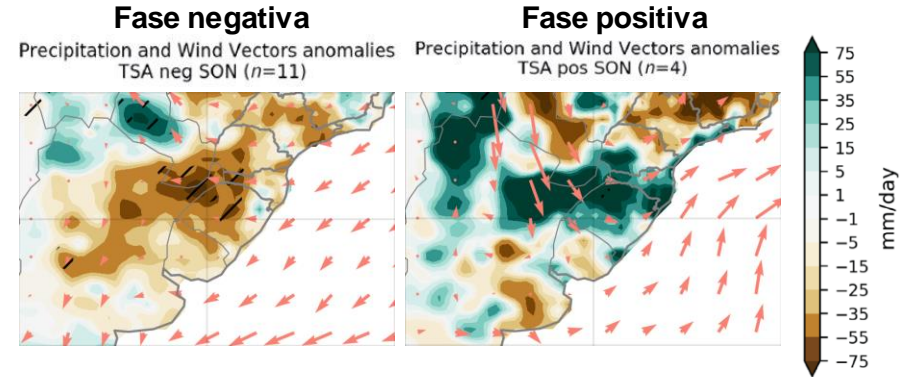 Fase negativa
Precipitation and Wind Vectors anomalies
TSA neg SON (n=11)
Fase positiva
Precipitation and Wind Vectors anomalies
TSA pos SON (n=4)
75
55
35
25
15
5
1
−1
−5
−15
−25
−35
−55
−75
mm/day